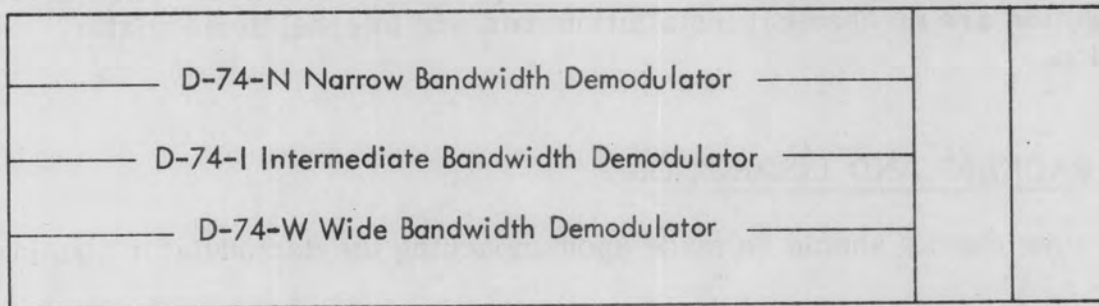 D-74-N Narrow Bandwidth Demodulator
D-74-I Intermediate Bandwidth Demodulator
D-74-W Wide Bandwidth Demodulator